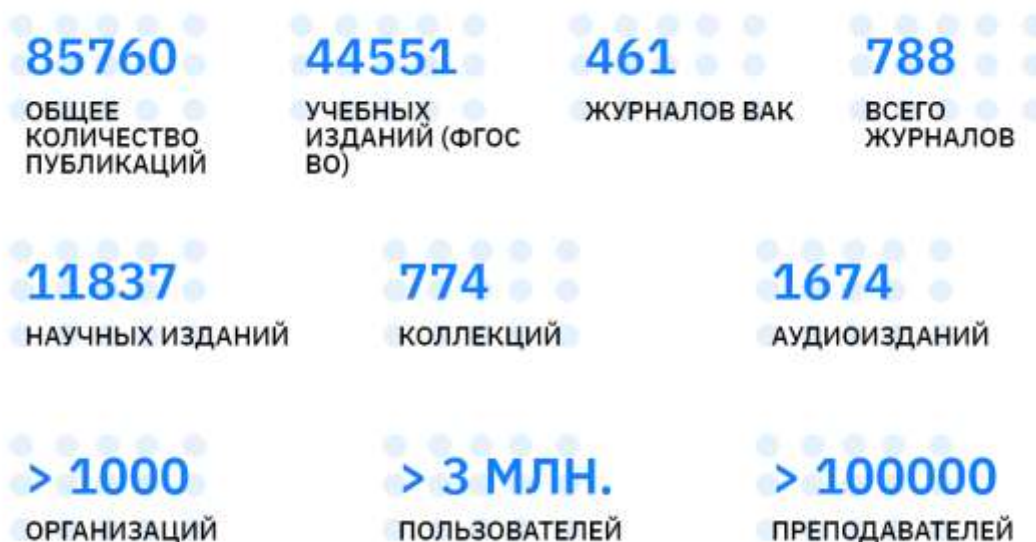 85760
ОБЩЕЕ
КОЛИЧЕСТВО
ПУБЛИКАЦИЙ
44551
УЧЕБНЫХ
ИЗДАНИЙ (ФГОС
ВО)
461
ЖУРНАЛОВ ВАК
788
ВСЕГО
ЖУРНАЛОВ
11837
НАУЧНЫХ ИЗДАНИЙ
774
КОЛЛЕКЦИЙ
1674
АУДИОИЗДАНИЙ
> 1000
ОРГАНИЗАЦИЙ
> 3 МЛН.
ПОЛЬЗОВАТЕЛЕЙ
> 100000
ПРЕПОДАВАТЕЛЕЙ